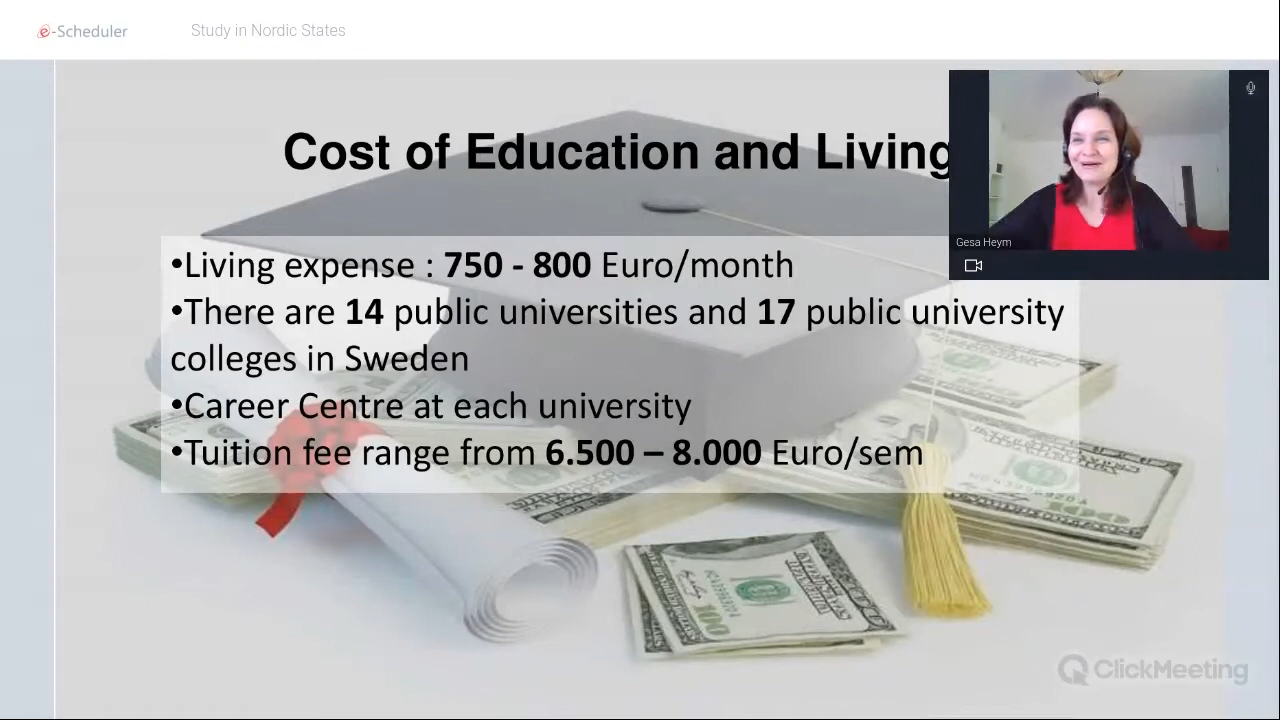 e-Scheduler
Study in Nordic States
Cost of Education and Living
Gesa Heym
•Living expense : 750 - 800 Euro/month
•There are 14 public universities and 17 public university
colleges in Sweden
•Career Centre at each university
•Tuition fee range from 6.500 – 8.000 Euro/sem
100
100
ClickMeeting